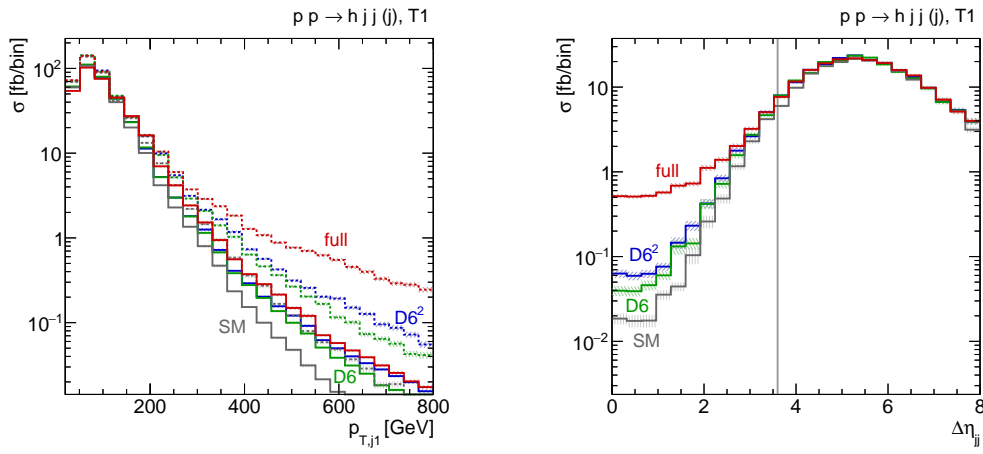 p p → h j j (j), T1
σ [fb/bin]
10²
10
1
10⁻¹
full
D6²
SM
D6
200 400 600 800
p_T,j1 [GeV]
p p → h j j (j), T1
σ [fb/bin]
10
1
10⁻¹
10⁻²
full
D6²
D6
SM
0 2 4 6 8
Δη_jj